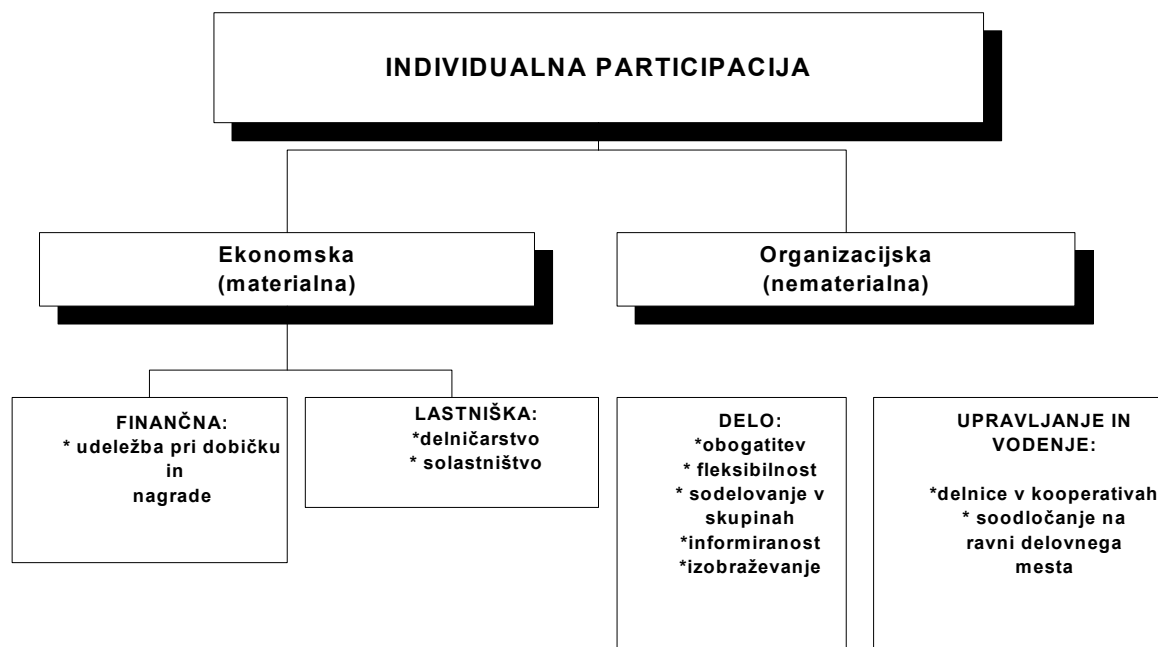 INDIVIDUALNA PARTICIPACIJA
Ekonomska
(materialna)
Organizacijska
(nematerialna)
FINANČNA:
* udeležba pri dobičku
in
nagrade
LASTNIŠKA:
*delničarstvo
* solastništvo
DELO:
*obogatitev
* fleksibilnost
* sodelovanje v
skupinah
*informiranost
*izobraževanje
UPRAVLJANJE IN
VODENJE:
*delnice v kooperativah
* soodločanje na
ravni delovnega
mesta